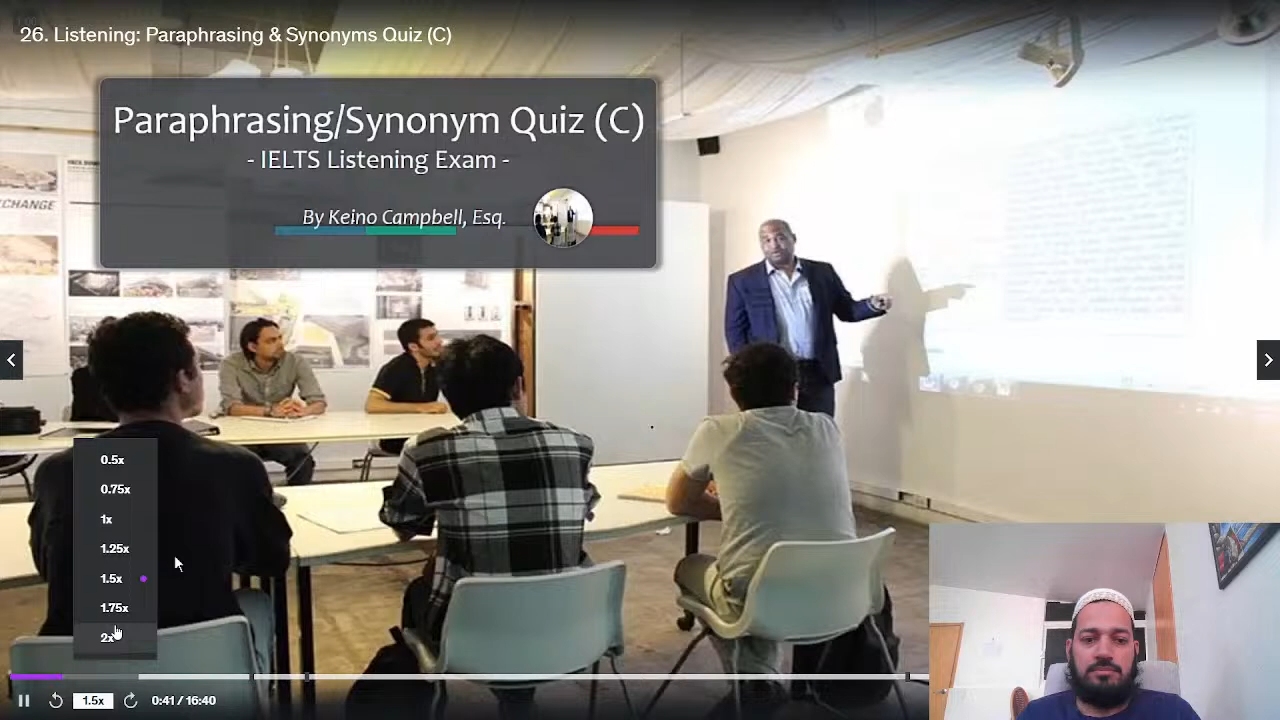 26. Listening: Paraphrasing & Synonyms Quiz (C)
Paraphrasing/Synonym Quiz (C)
- IELTS Listening Exam -
By Keino Campbell, Esq.
0.5x
0.75x
1x
1.25x
1.5x
1.75x
2x
1.5x
0:41 / 16:40